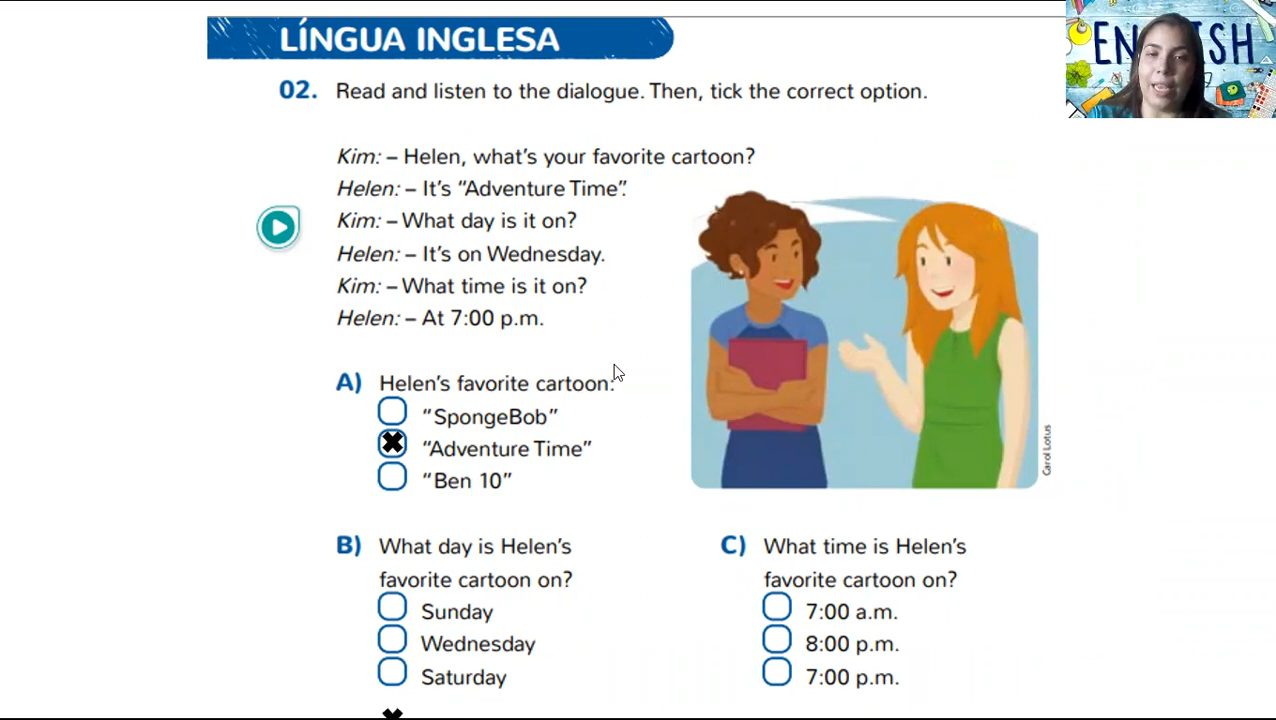 LÍNGUA INGLESA
ENGLISH
02. Read and listen to the dialogue. Then, tick the correct option.
Kim: – Helen, what's your favorite cartoon?
Helen: – It's “Adventure Time”.
Kim: – What day is it on?
Helen: – It's on Wednesday.
Kim: – What time is it on?
Helen: – At 7:00 p.m.
Carol Lotus
A) Helen's favorite cartoon:
“SpongeBob”
“Adventure Time”
“Ben 10”
B) What day is Helen's
favorite cartoon on?
Sunday
Wednesday
Saturday
C) What time is Helen's
favorite cartoon on?
7:00 a.m.
8:00 p.m.
7:00 p.m.